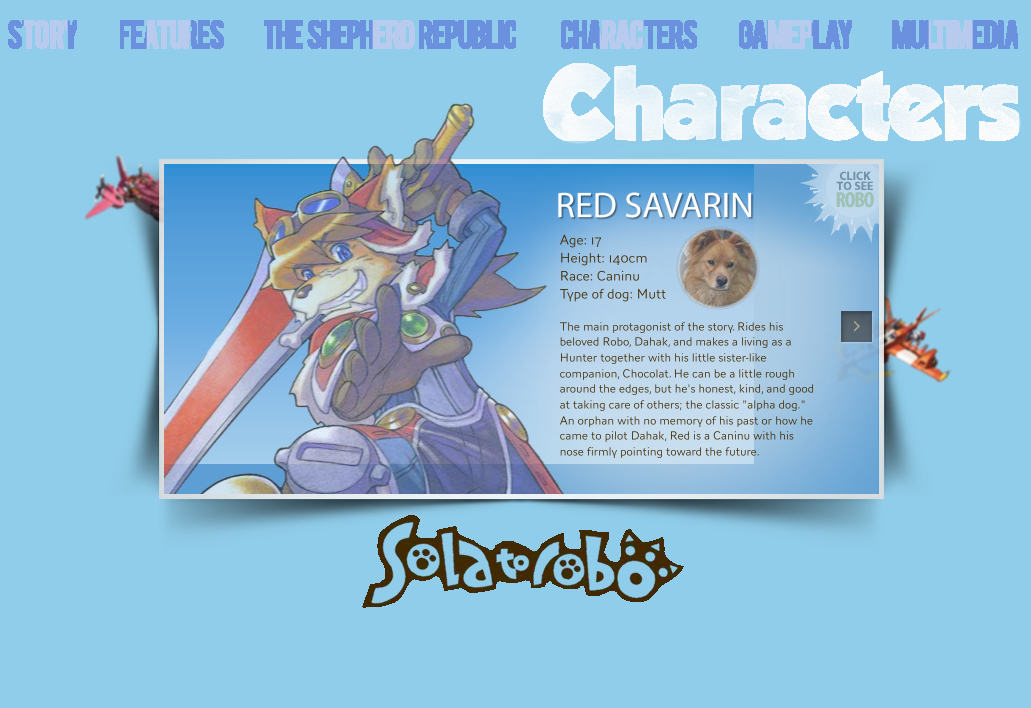 STORY FEATURES THE SHEPHERD REPUBLIC CHARACTERS GAMEPLAY MULTIMEDIA
Characters
CLICK
TO SEE
ROBO
RED SAVARIN
Age: 17
Height: 140cm
Race: Caninu
Type of dog: Mutt
The main protagonist of the story. Rides his
beloved Robo, Dahak, and makes a living as a
Hunter together with his little sister-like
companion, Chocolat. He can be a little rough
around the edges, but he's honest, kind, and good
at taking care of others; the classic "alpha dog."
An orphan with no memory of his past or how he
came to pilot Dahak, Red is a Caninu with his
nose firmly pointing toward the future.
Solatorobo